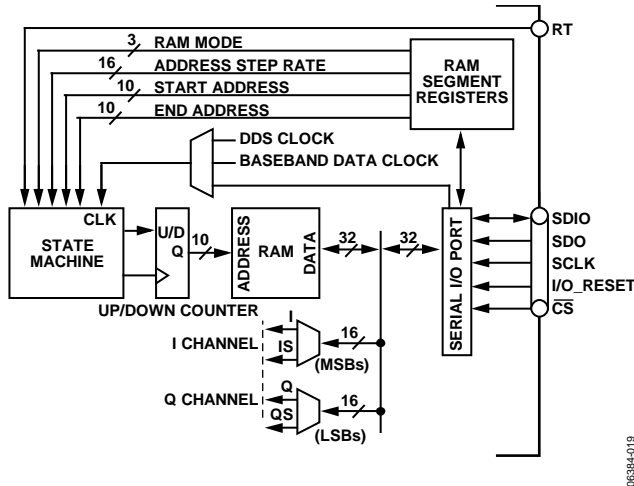 RT
3 RAM MODE
16 ADDRESS STEP RATE
10 START ADDRESS
10 END ADDRESS
RAM
SEGMENT
REGISTERS
DDS CLOCK
BASEBAND DATA CLOCK
CLK
STATE
MACHINE
U/D
Q
10
ADDRESS
RAM
DATA
32
32
SERIAL I/O PORT
SDIO
SDO
SCLK
I/O_RESET
CS
UP/DOWN COUNTER
I CHANNEL
I
IS
16
(MSBs)
Q CHANNEL
Q
QS
16
(LSBs)
06384-019